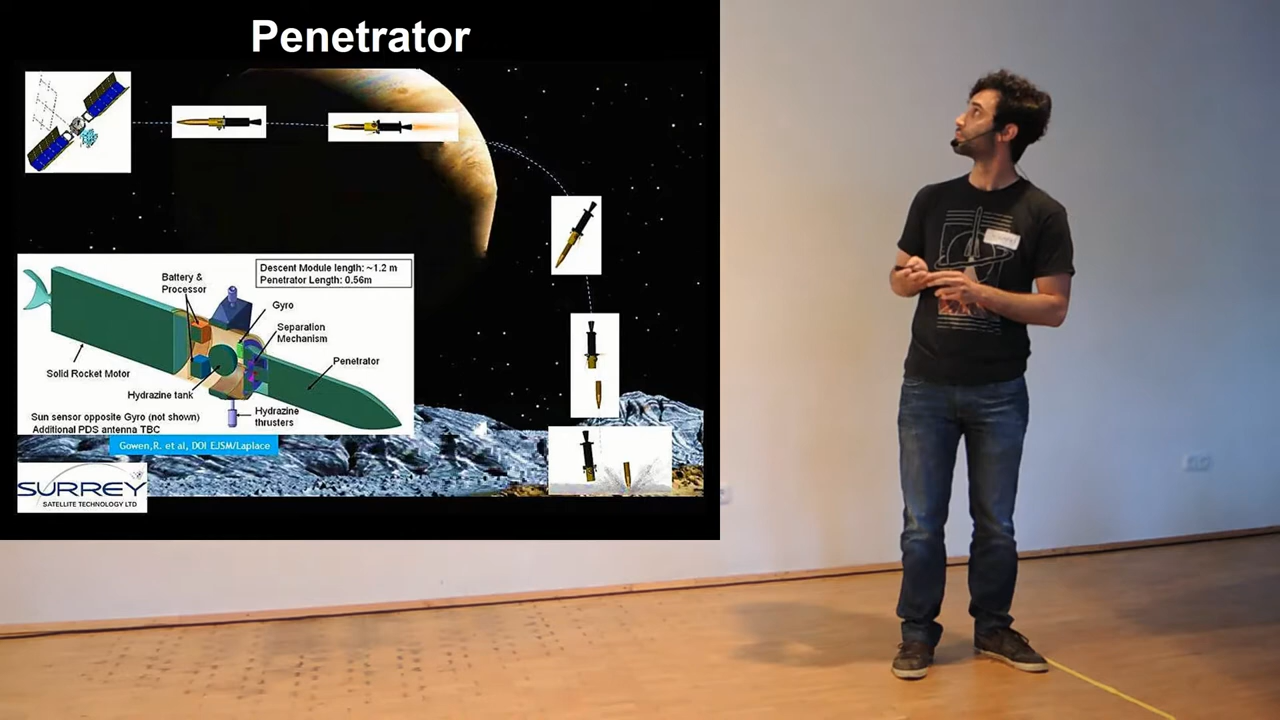 Penetrator
Descent Module length: ~1.2 m
Penetrator Length: 0.56m
Battery &
Processor
Gyro
Separation
Mechanism
Penetrator
Solid Rocket Motor
Hydrazine tank
Hydrazine
thrusters
Sun sensor opposite Gyro (not shown)
Additional PDS antenna TBC
Gowen,R. et al, DOI EJSM/Laplace
SURREY
SATELLITE TECHNOLOGY LTD